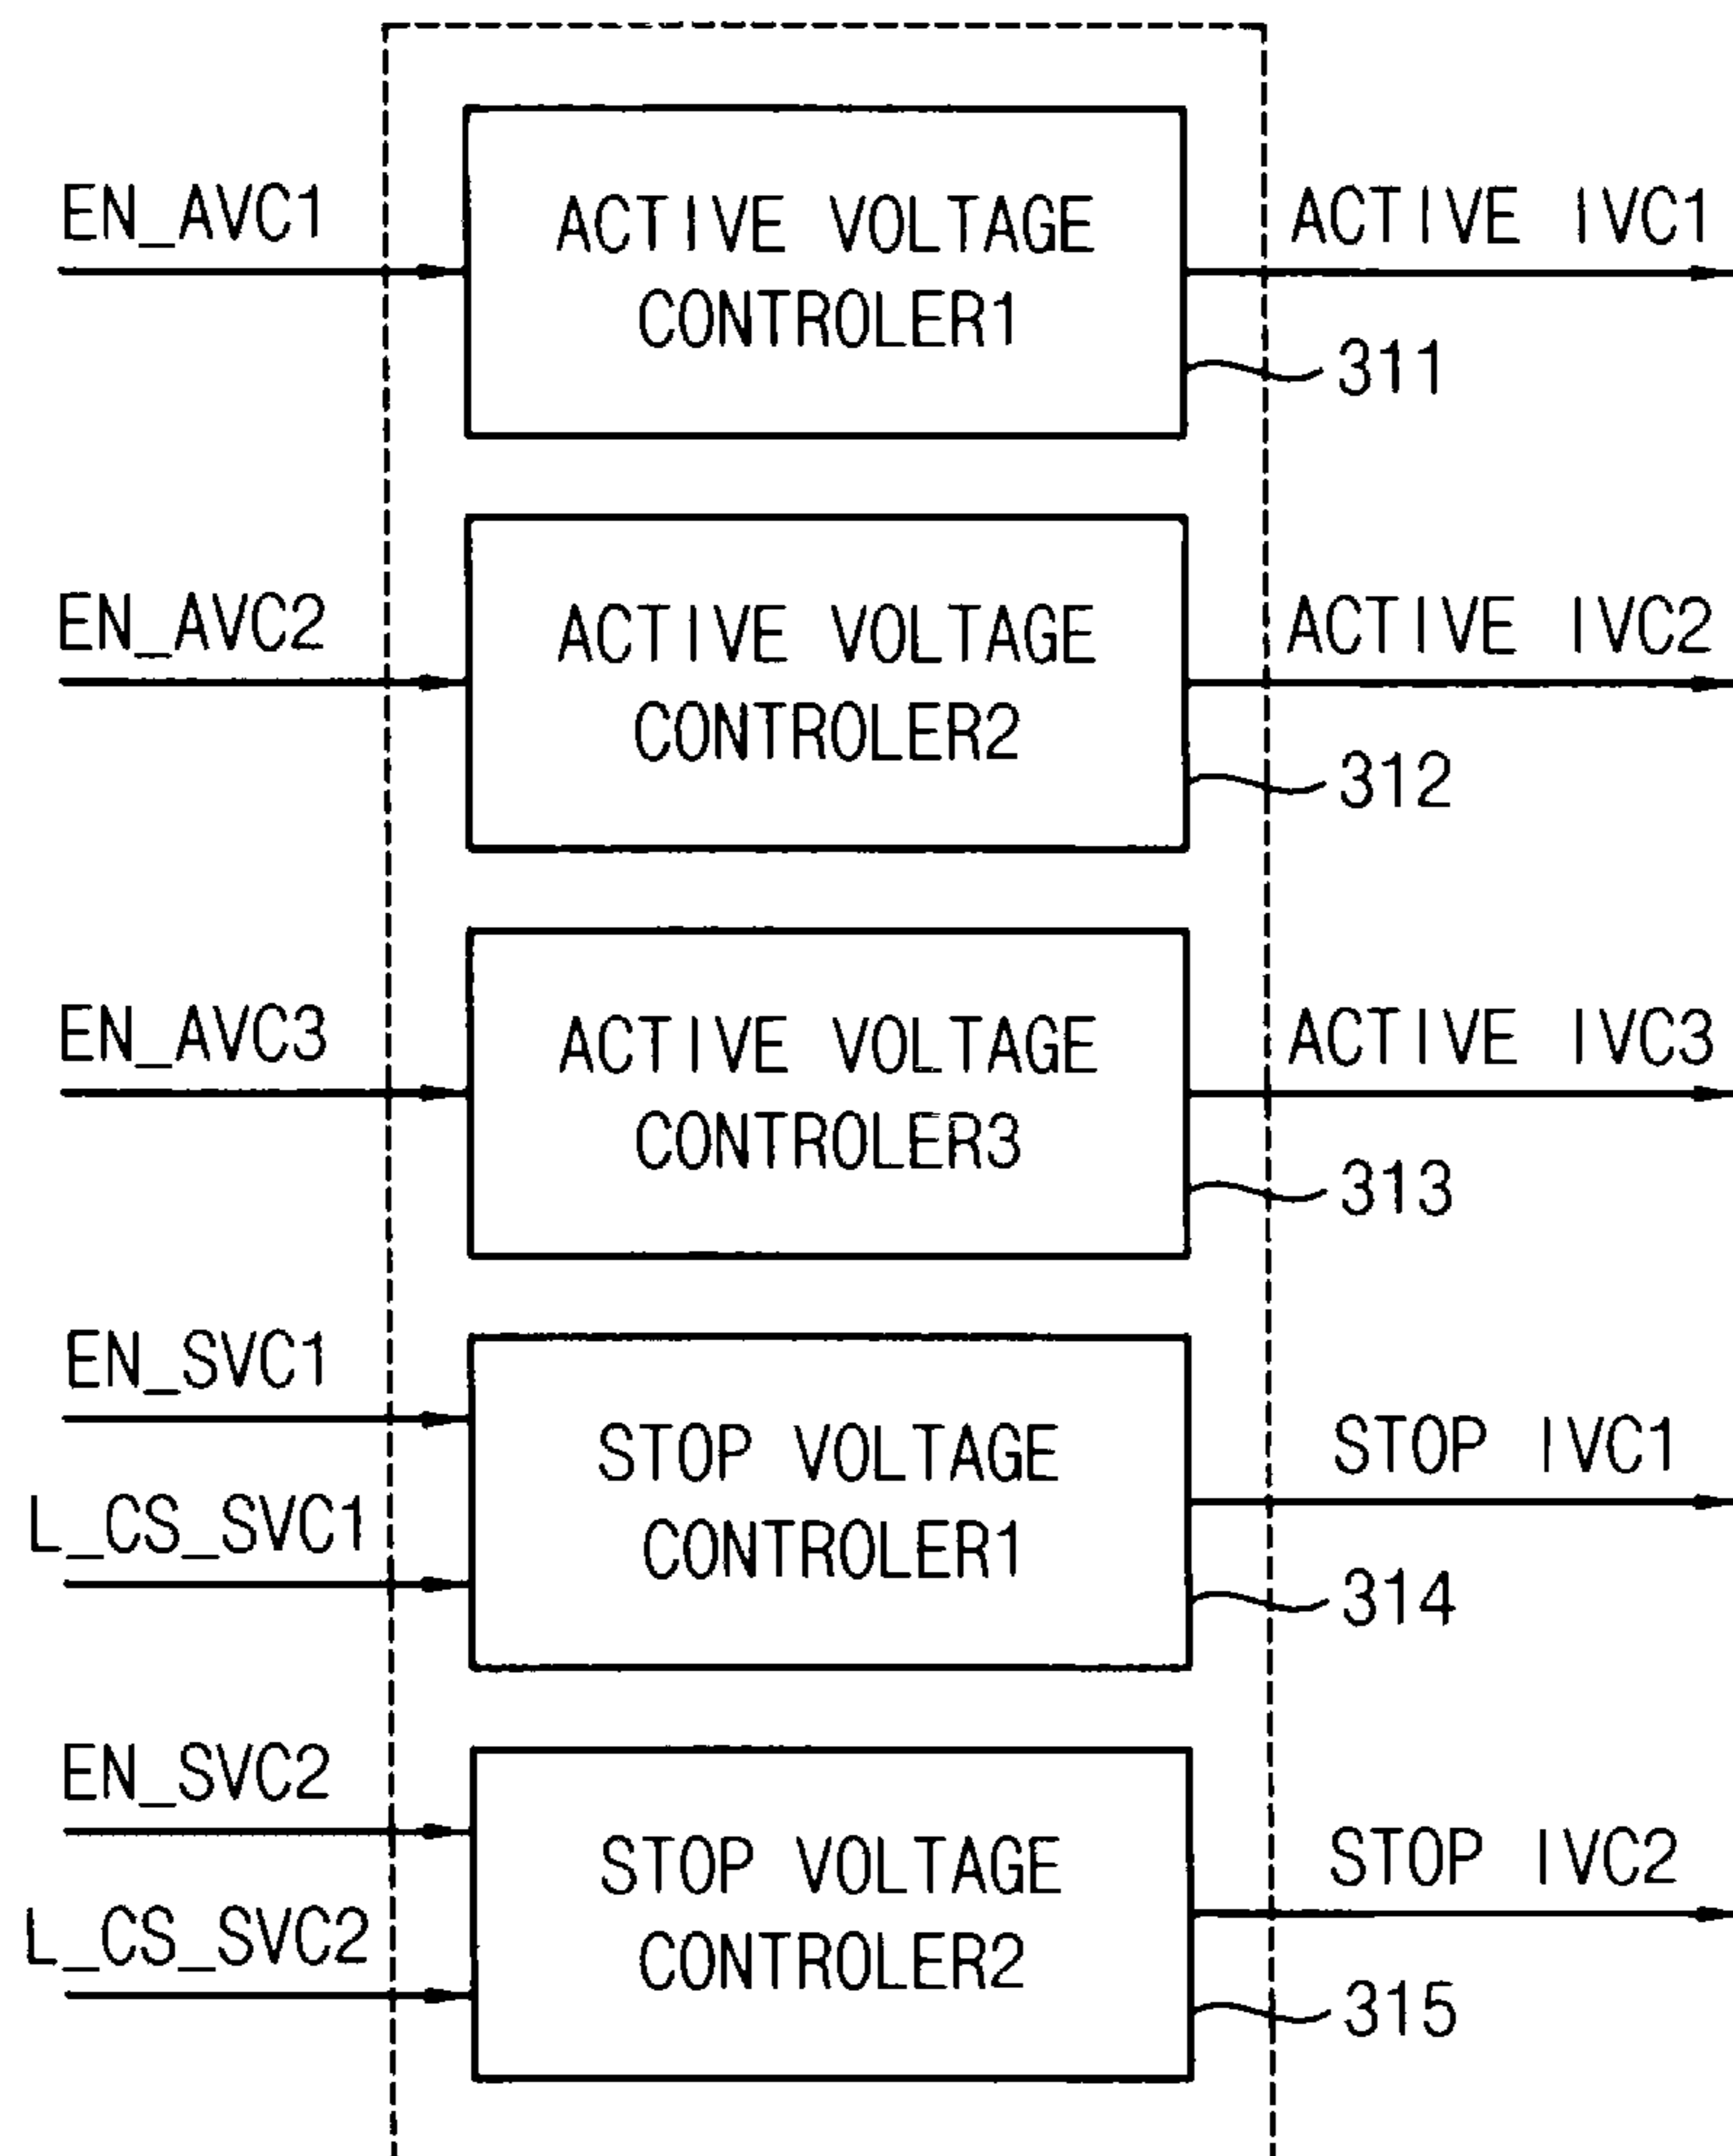 EN_AVC1
ACTIVE VOLTAGE
CONTROLER1
ACTIVE IVC1
311
EN_AVC2
ACTIVE VOLTAGE
CONTROLER2
ACTIVE IVC2
312
EN_AVC3
ACTIVE VOLTAGE
CONTROLER3
ACTIVE IVC3
313
EN_SVC1
L_CS_SVC1
STOP VOLTAGE
CONTROLER1
STOP IVC1
314
EN_SVC2
L_CS_SVC2
STOP VOLTAGE
CONTROLER2
STOP IVC2
315